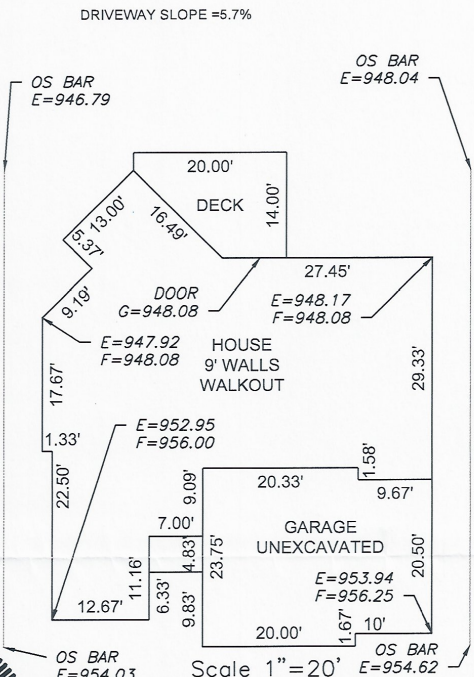 DRIVEWAY SLOPE =5.7%
OS BAR
E=946.79
OS BAR
E=948.04
20.00'
DECK
14.00'
13.00'
16.49'
5.37'
9.19'
27.45'
DOOR
G=948.08
E=948.17
F=948.08
E=947.92
F=948.08
HOUSE
9' WALLS
WALKOUT
17.67'
29.33'
1.33'
E=952.95
F=956.00
22.50'
9.09'
20.33'
1.58'
9.67'
7.00'
4.83'
23.75'
GARAGE
UNEXCAVATED
20.50'
11.16'
6.33'
E=953.94
F=956.25
12.67'
9.83'
20.00'
1.67'
10'
OS BAR
E=954.03
Scale 1"=20'
OS BAR
E=954.62